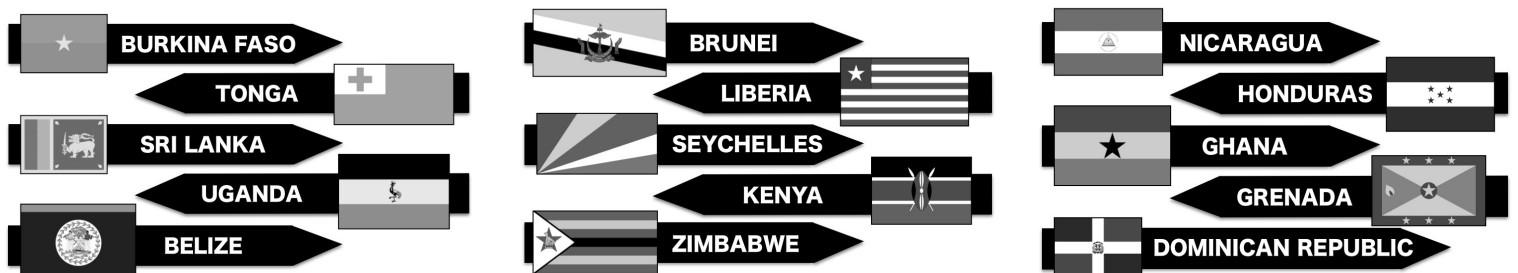 BURKINA FASO
TONGA
SRI LANKA
UGANDA
BELIZE
BRUNEI
LIBERIA
SEYCHELLES
KENYA
ZIMBABWE
NICARAGUA
HONDURAS
GHANA
GRENADA
DOMINICAN REPUBLIC